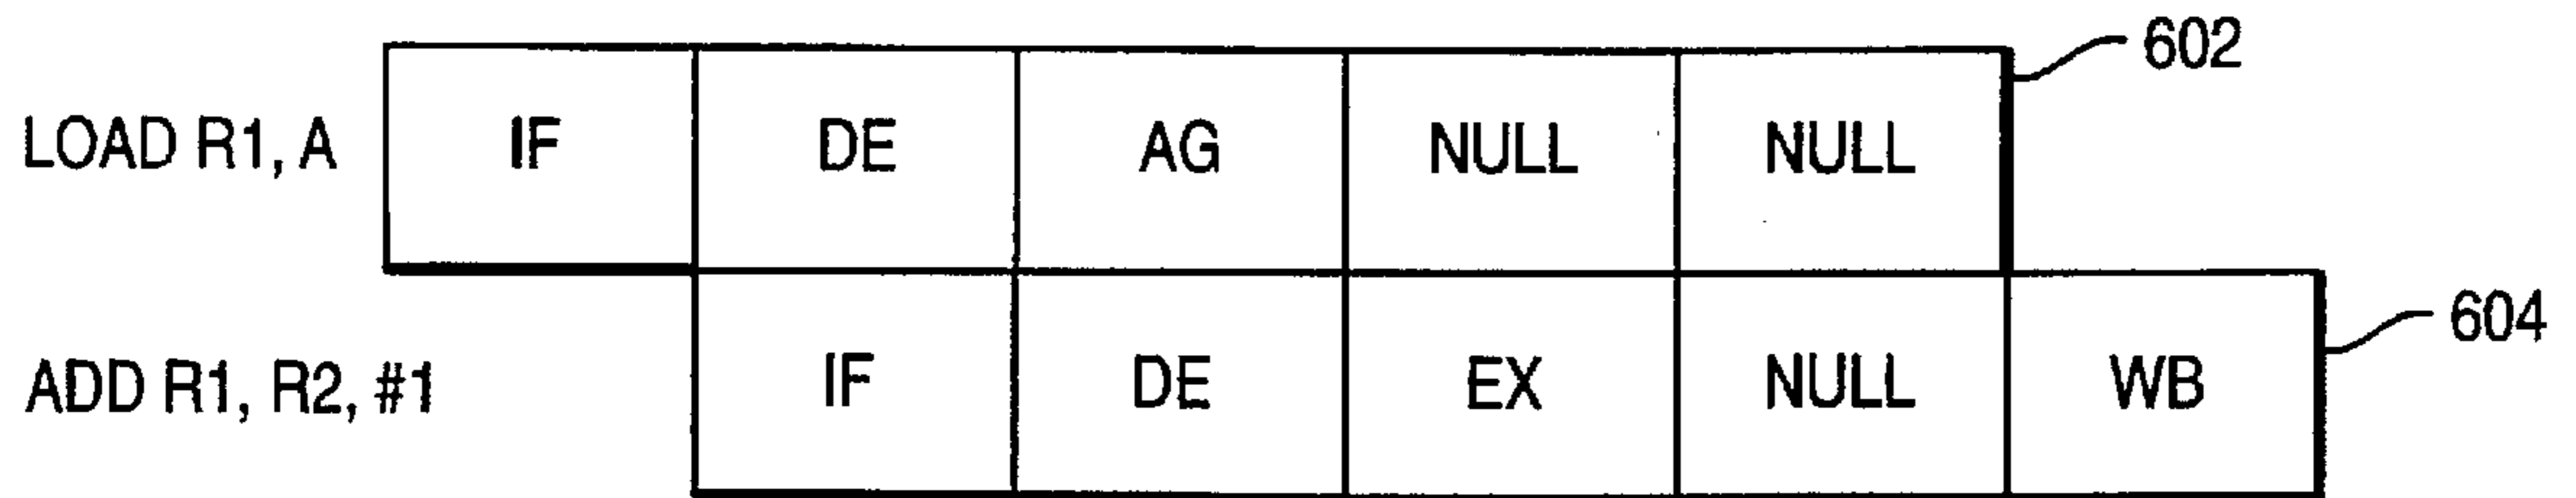 LOAD R1, A IF DE AG NULL NULL 602
ADD R1, R2, #1 IF DE EX NULL WB 604